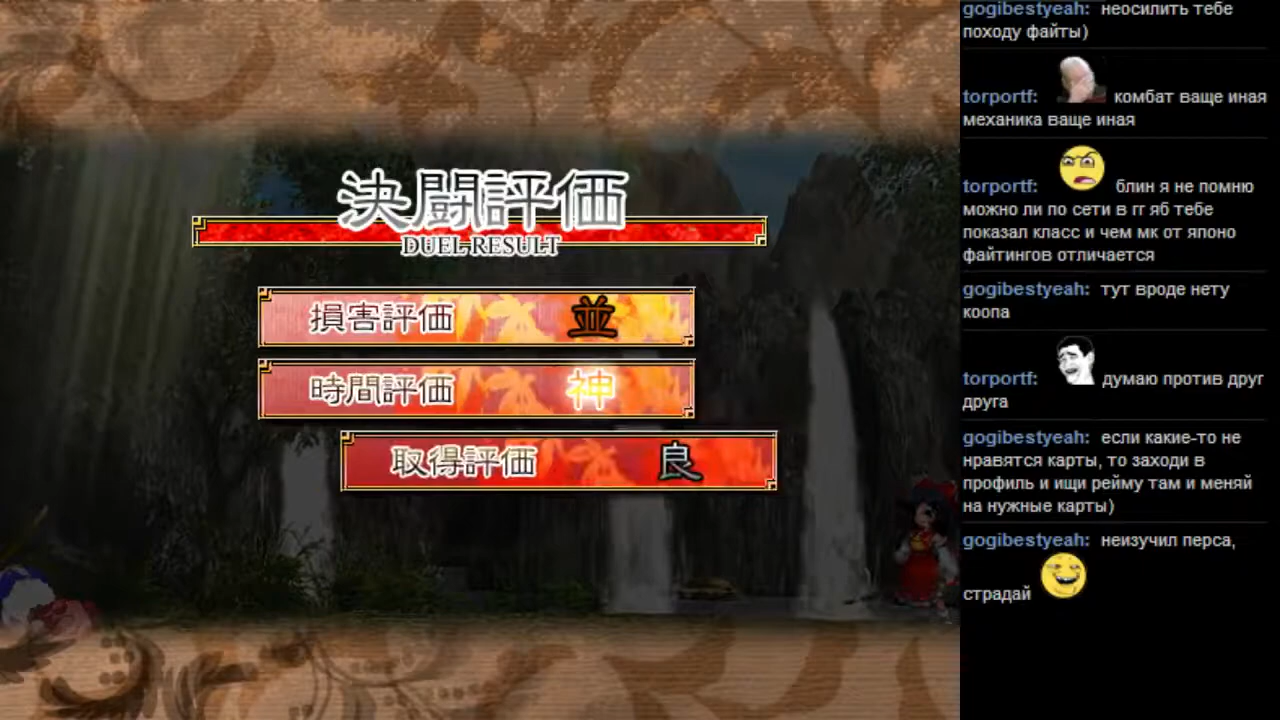 決闘評価
DUEL RESULT
損害評価 並
時間評価 神
取得評価 良
gogibestyeah: неосилить тебе
походу файты)
torportf: комбат ваще иная
механика ваще иная
torportf: блин я не помню
можно ли по сети в гг яб тебе
показал класс и чем мк от японо
файтингов отличается
gogibestyeah: тут вроде нету
коопа
torportf: думаю против друг
друга
gogibestyeah: если какие-то не
нравятся карты, то заходи в
профиль и ищи рейму там и меняй
на нужные карты)
gogibestyeah: неизучил перса,
страдай